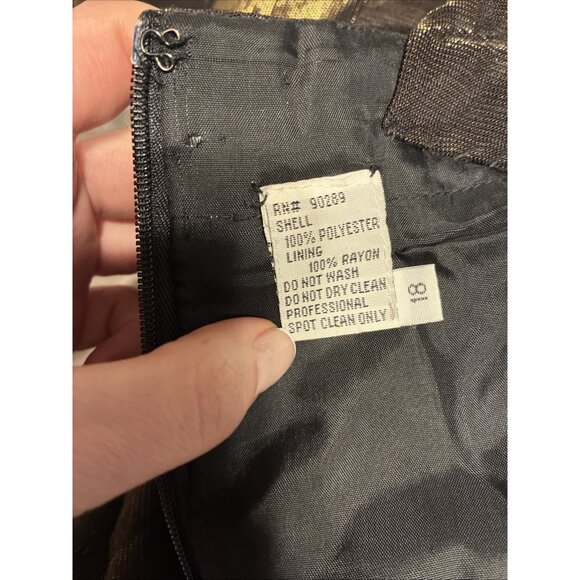 RN# 90289
SHELL
100% POLYESTER
LINING
100% RAYON
DO NOT WASH
DO NOT DRY CLEAN
PROFESSIONAL
SPOT CLEAN ONLY
8